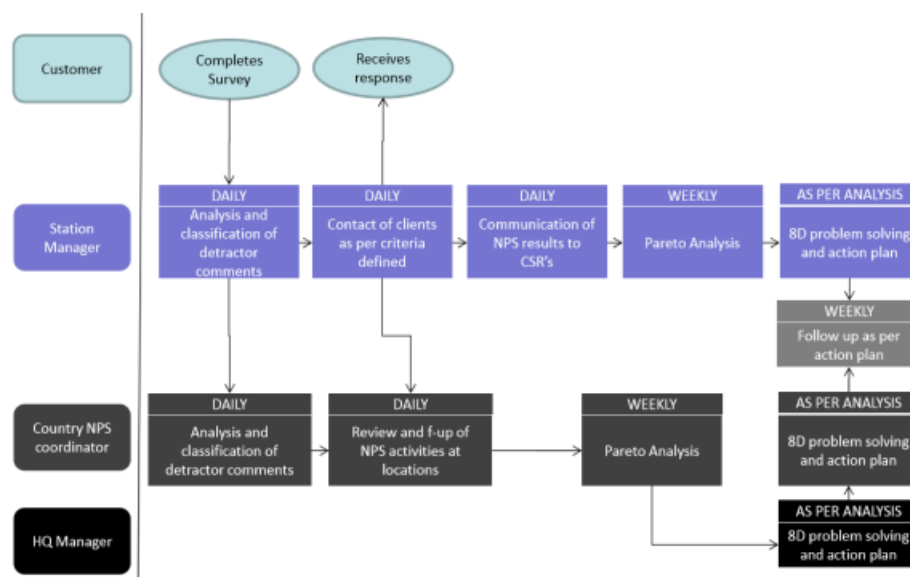 Customer
Completes
Survey
Receives
response
Station
Manager
DAILY
Analysis and
classification of
detractor
comments
DAILY
Contact of clients
as per criteria
defined
DAILY
Communication of
NPS results to
CSR's
WEEKLY
Pareto Analysis
AS PER ANALYSIS
8D problem solving
and action plan
WEEKLY
Follow up as per
action plan
Country NPS
coordinator
DAILY
Analysis and
classification of
detractor comments
DAILY
Review and f-up of
NPS activities at
locations
WEEKLY
Pareto Analysis
AS PER ANALYSIS
8D problem solving
and action plan
HQ Manager
AS PER ANALYSIS
8D problem solving
and action plan